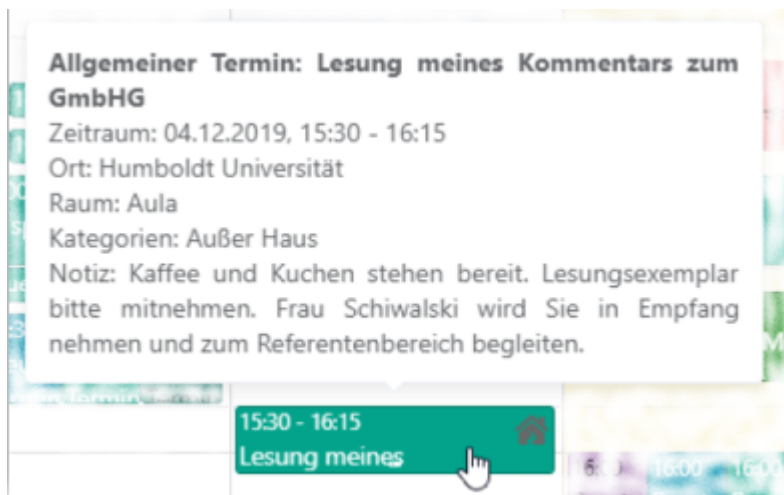 Allgemeiner Termin: Lesung meines Kommentars zum
GmbHG
Zeitraum: 04.12.2019, 15:30 - 16:15
Ort: Humboldt Universität
Raum: Aula
Kategorien: Außer Haus
Notiz: Kaffee und Kuchen stehen bereit. Lesungsexemplar
bitte mitnehmen. Frau Schiwalski wird Sie in Empfang
nehmen und zum Referentenbereich begleiten.
15:30 - 16:15
Lesung meines
16:00